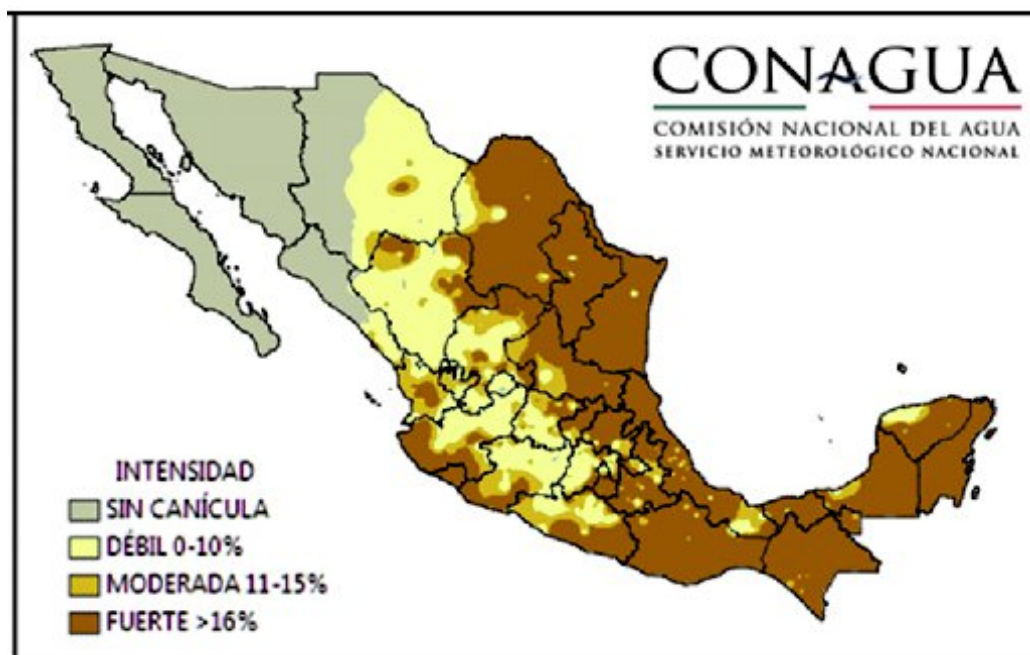 CONAGUA
COMISIÓN NACIONAL DEL AGUA
SERVICIO METEOROLÓGICO NACIONAL
INTENSIDAD
SIN CANÍCULA
DÉBIL 0-10%
MODERADA 11-15%
FUERTE >16%